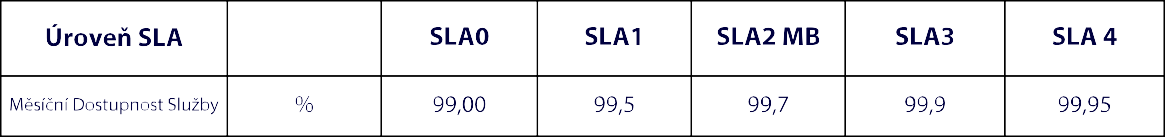 Úroveň SLA SLA0 SLA1 SLA2 MB SLA3 SLA 4
Měsíční Dostupnost Služby % 99,00 99,5 99,7 99,9 99,95